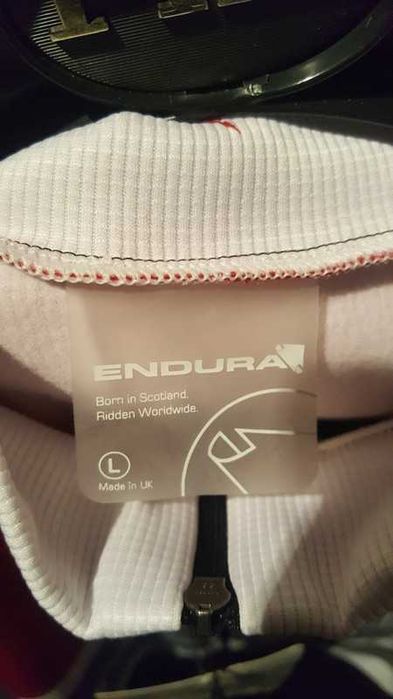 ENDURA
Born in Scotland.
Ridden Worldwide.
L
Made in UK